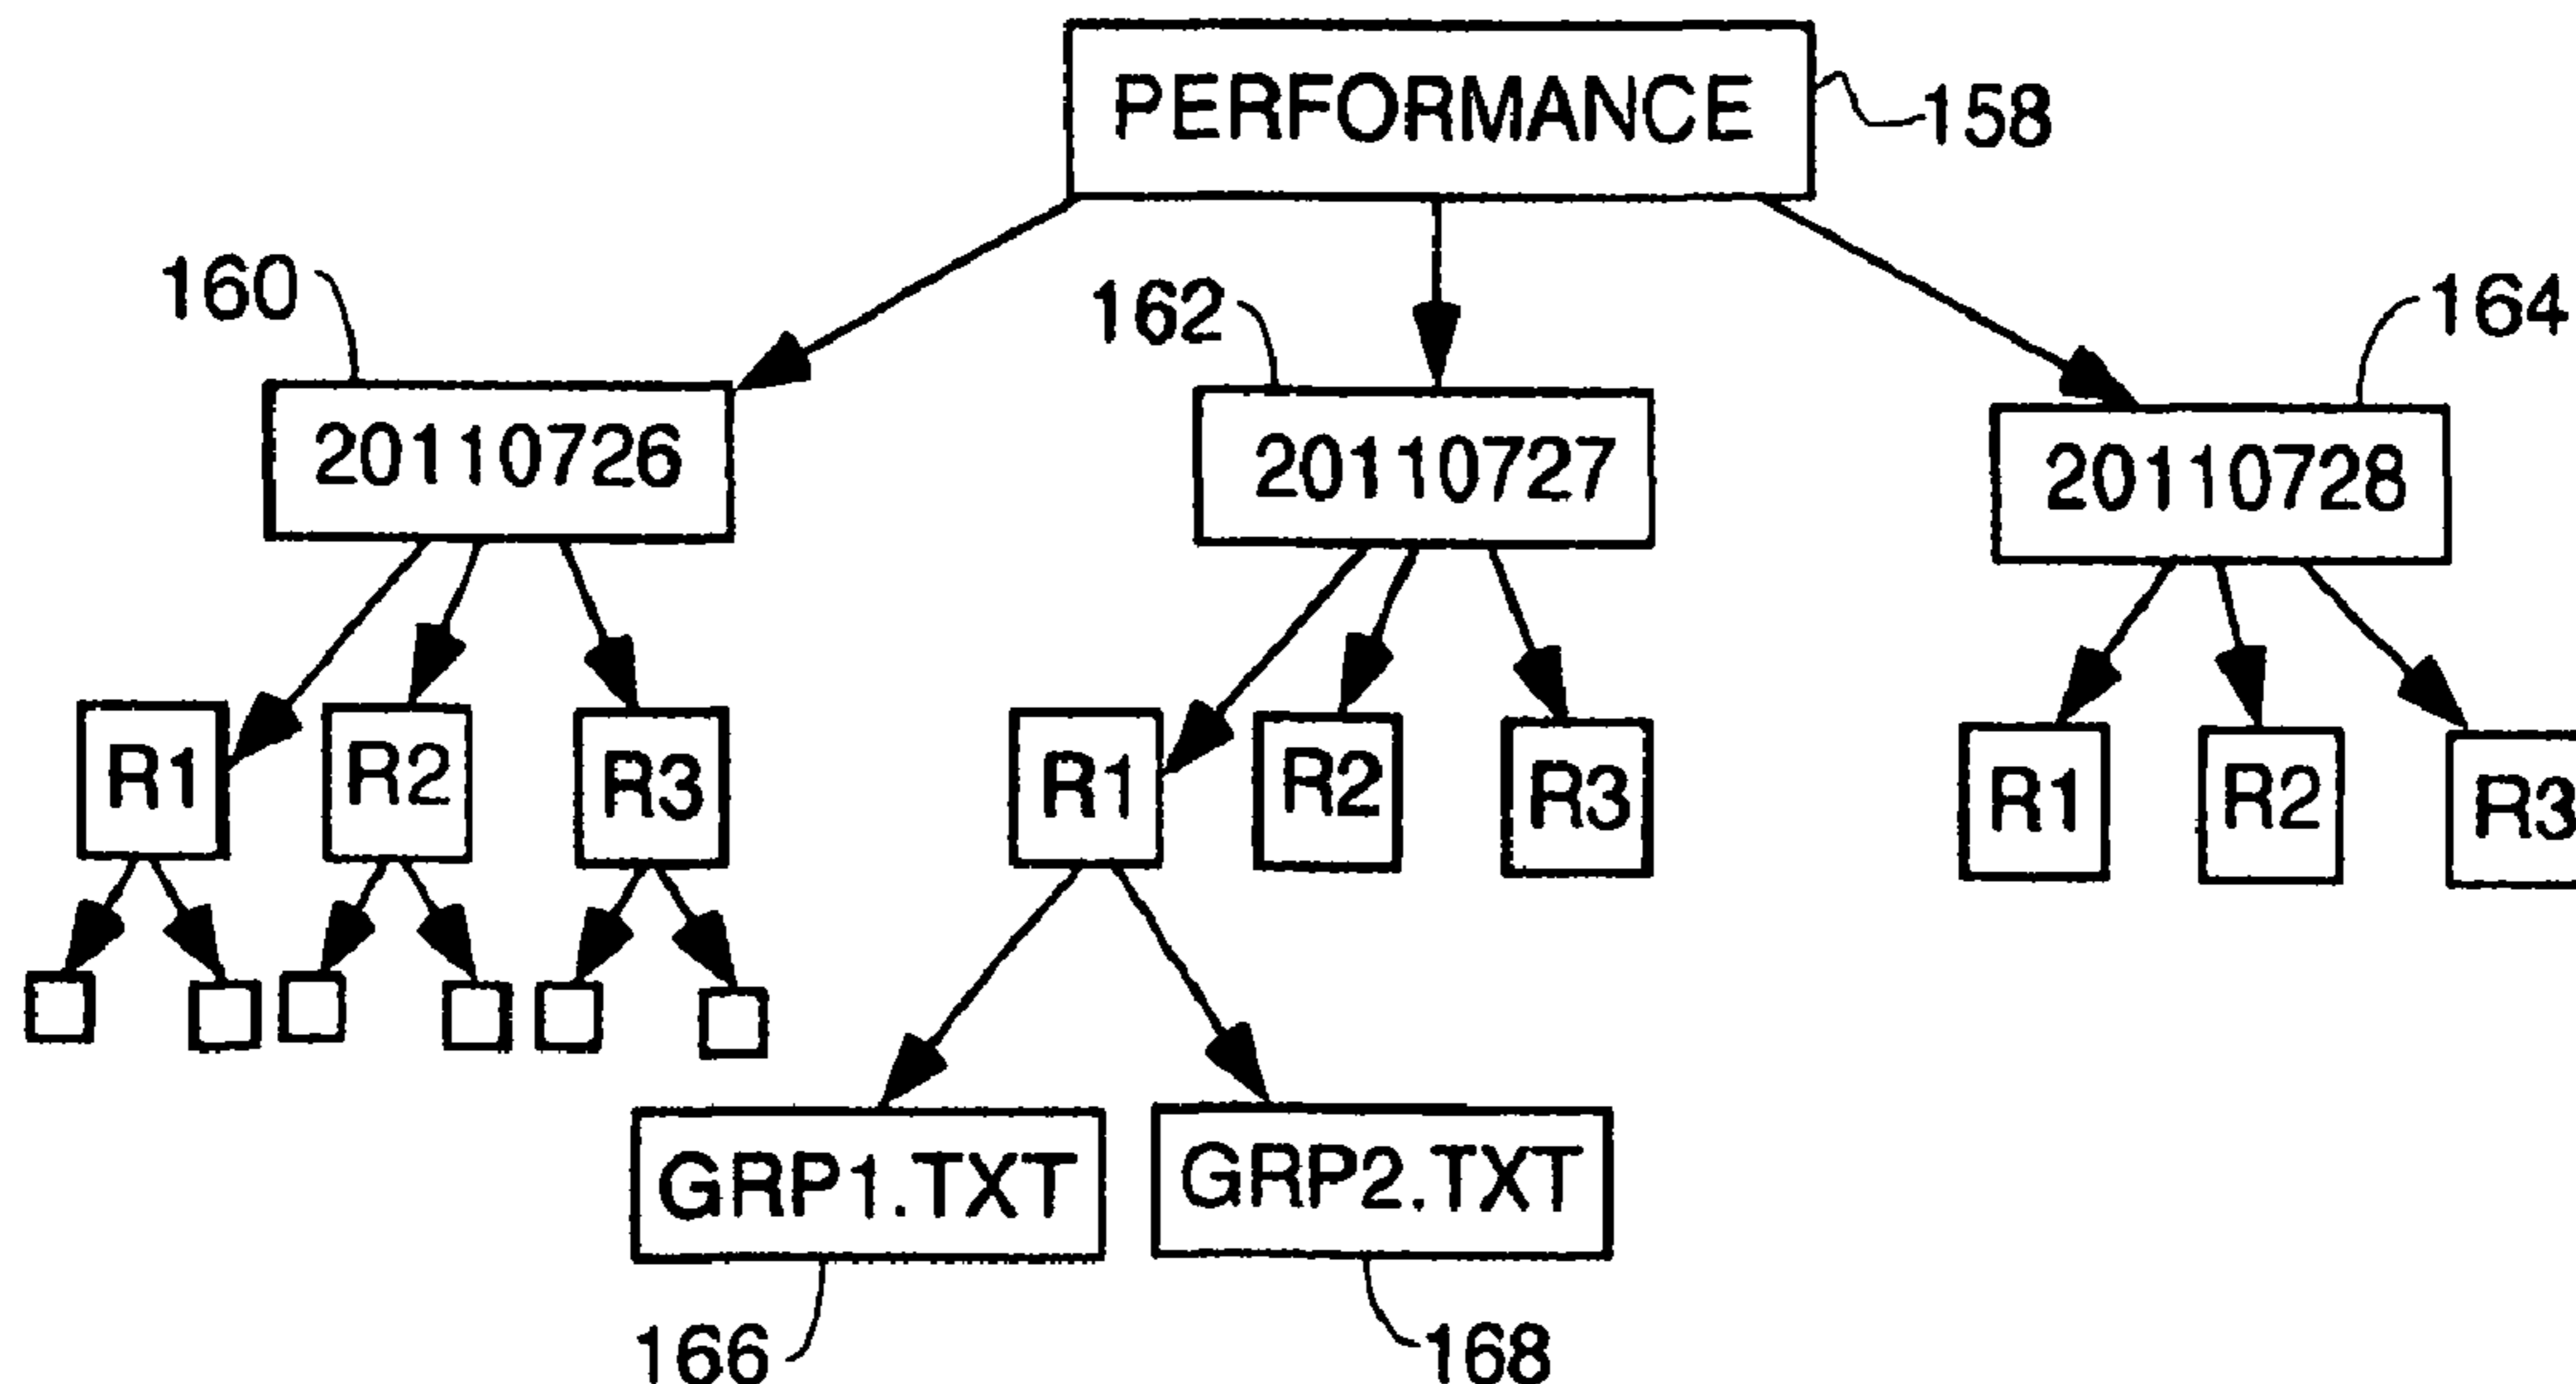 PERFORMANCE
158
160
162
164
20110726
20110727
20110728
R1
R2
R3
R1
R2
R3
R1
R2
R3
GRP1.TXT
GRP2.TXT
166
168